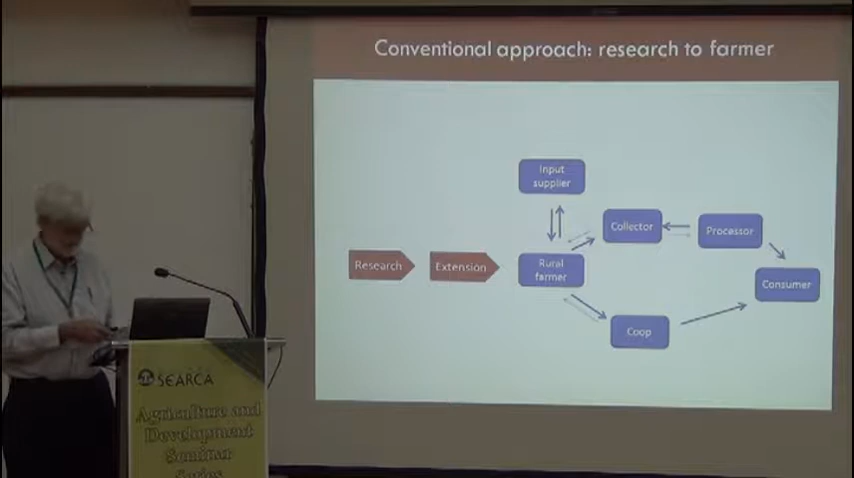 Conventional approach: research to farmer
Input
supplier
Collector
Processor
Research
Extension
Rural
farmer
Consumer
Coop
SEARCA
Agriculture and
Development
Seminar
Series